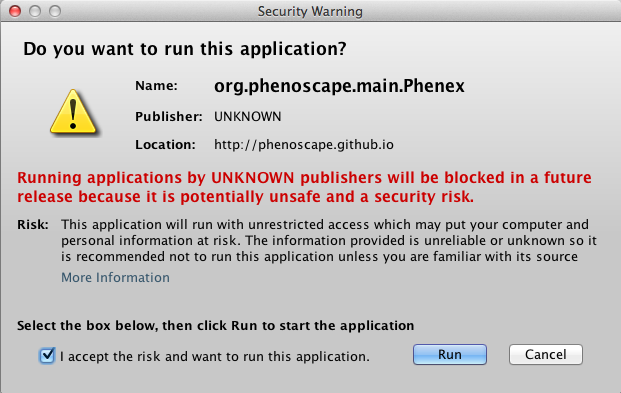 Security Warning
Do you want to run this application?
Name: org.phenoscape.main.Phenex
Publisher: UNKNOWN
Location: http://phenoscape.github.io
Running applications by UNKNOWN publishers will be blocked in a future
release because it is potentially unsafe and a security risk.
Risk: This application will run with unrestricted access which may put your computer and
personal information at risk. The information provided is unreliable or unknown so it
is recommended not to run this application unless you are familiar with its source
More Information
Select the box below, then click Run to start the application
I accept the risk and want to run this application.
Run
Cancel